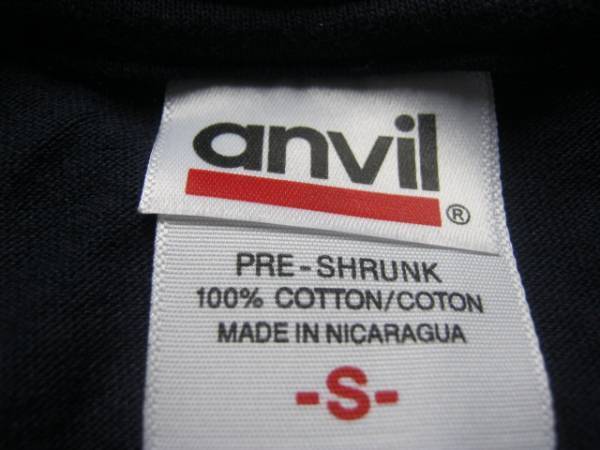 anvil
®
PRE-SHRUNK
100% COTTON/COTON
MADE IN NICARAGUA
-S-